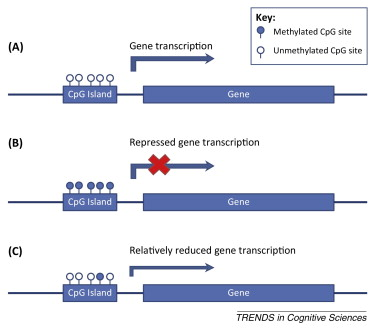 Key:
Methylated CpG site
Unmethylated CpG site
(A)
Gene transcription
CpG Island
Gene
(B)
Repressed gene transcription
CpG Island
Gene
(C)
Relatively reduced gene transcription
CpG Island
Gene
TRENDS in Cognitive Sciences